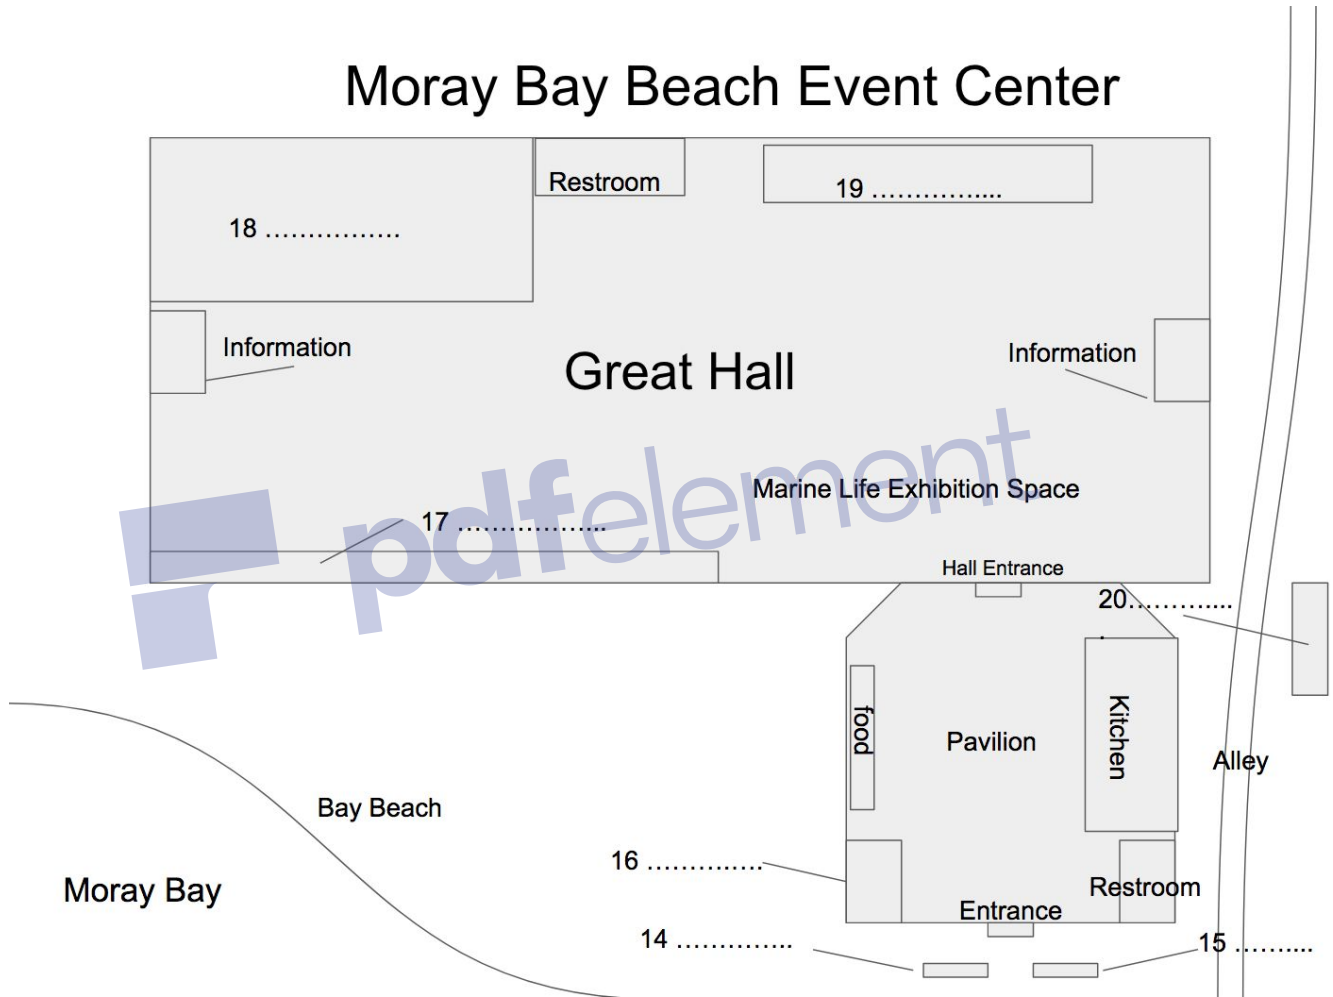 Moray Bay Beach Event Center
Restroom
19 ……………...
18 …………….
Information
Information
Great Hall
pdfelement
Marine Life Exhibition Space
17 ……………...
Hall Entrance
20………....
food
Kitchen
Pavilion
Alley
Bay Beach
16 ……….….
Moray Bay
Restroom
Entrance
14 …………..
15 ……....